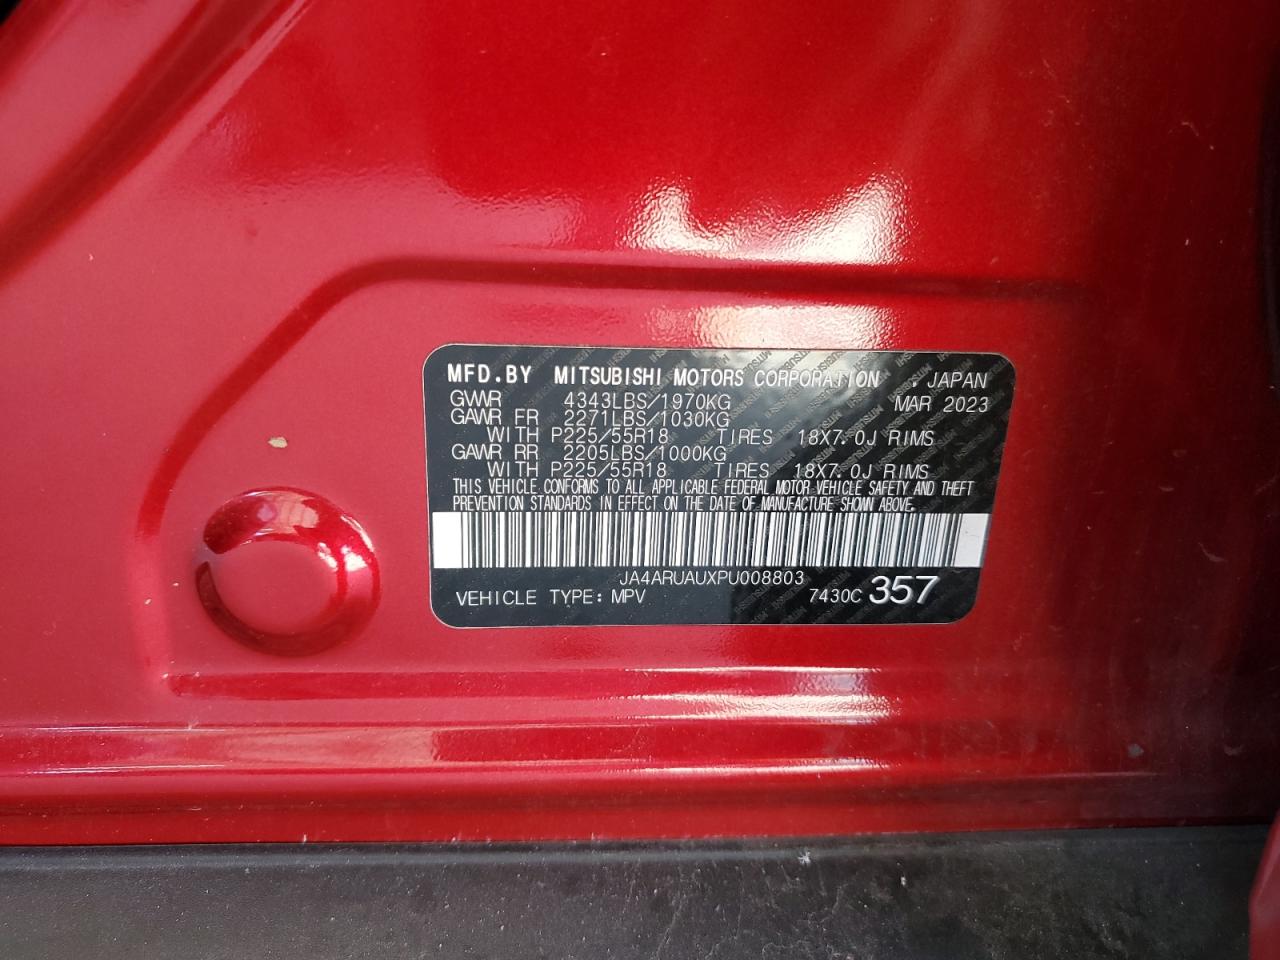 MFD.BY MITSUBISHI MOTORS CORPORATION . JAPAN
GVWR 4343LBS/1970KG MAR 2023
GAWR FR 2271LBS/1030KG
WITH P225/55R18 TIRES 18X7.0J RIMS
GAWR RR 2205LBS/1000KG
WITH P225/55R18 TIRES 18X7.0J RIMS
THIS VEHICLE CONFORMS TO ALL APPLICABLE FEDERAL MOTOR VEHICLE SAFETY AND THEFT
PREVENTION STANDARDS IN EFFECT ON THE DATE OF MANUFACTURE SHOWN ABOVE.
JA4ARUAUXPU008803
VEHICLE TYPE: MPV 7430C 357